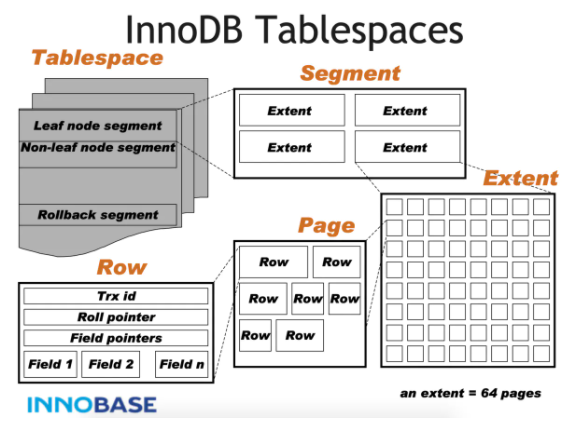 InnoDB Tablespaces
Tablespace
Leaf node segment
Non-leaf node segment
Rollback segment
Segment
Extent Extent
Extent Extent
Extent
an extent = 64 pages
Page
Row Row
Row Row Row
Row Row
Row
Trx id
Roll pointer
Field pointers
Field 1 Field 2 Field n
INNOBASE